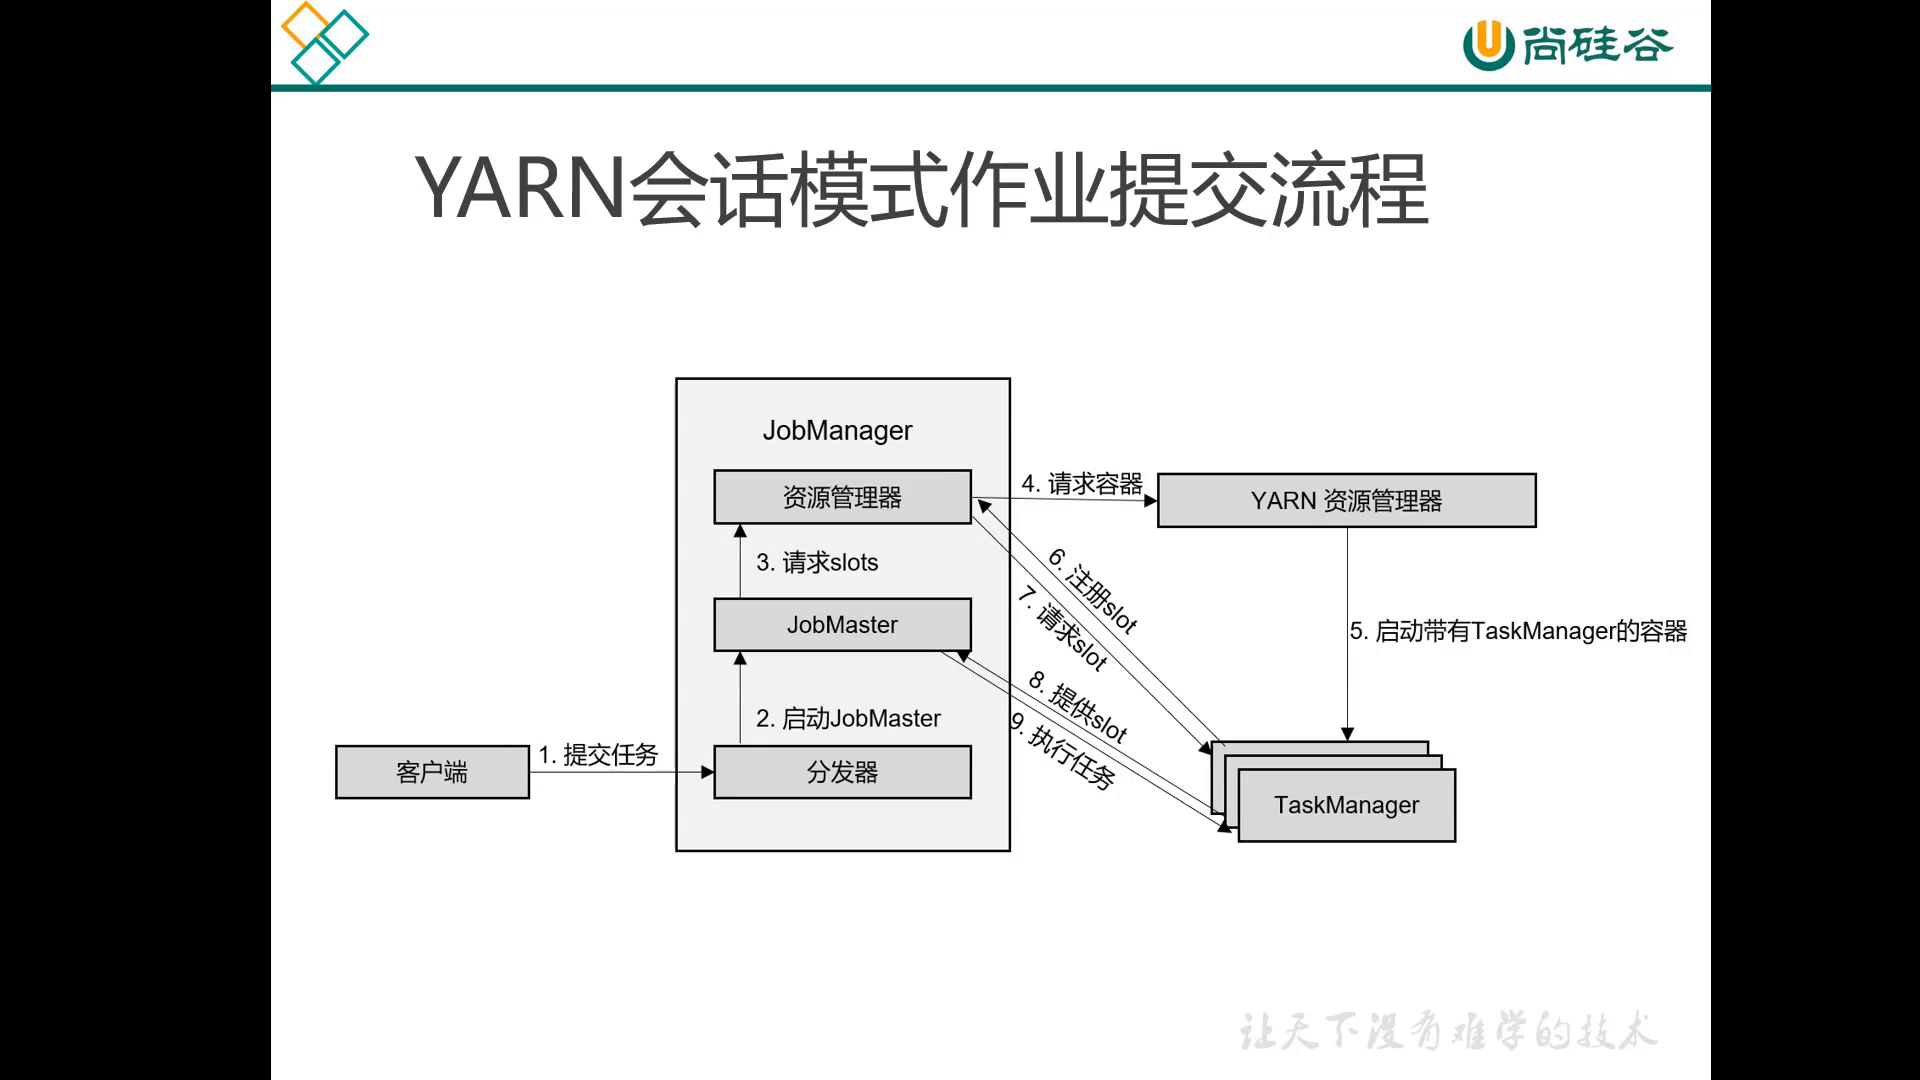 尚硅谷
YARN会话模式作业提交流程
JobManager
资源管理器
4. 请求容器
YARN 资源管理器
3. 请求slots
6. 注册slot
7. 请求slot
JobMaster
5. 启动带有TaskManager的容器
8. 提供slot
9. 执行任务
2. 启动JobMaster
1. 提交任务
客户端
分发器
TaskManager
让天下没有难学的技术